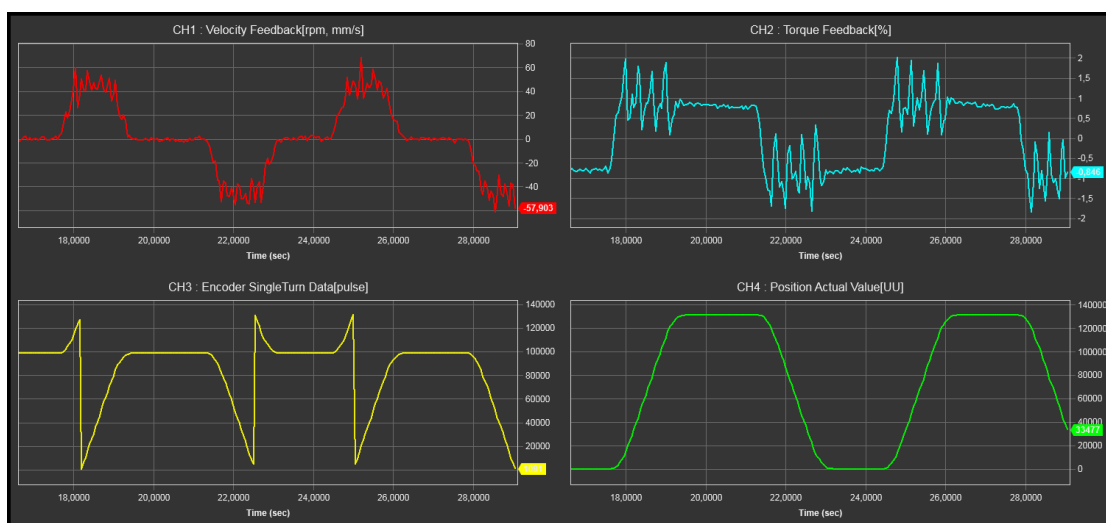 CH1 : Velocity Feedback[rpm, mm/s]
80
60
40
20
0
-20
-40
-57,903
-60
18,0000 20,0000 22,0000 24,0000 26,0000 28,0000
Time (sec)
CH2 : Torque Feedback[%]
2
1,5
1
0,5
0
-0,5
-0,846
-1
-1,5
-2
18,0000 20,0000 22,0000 24,0000 26,0000 28,0000
Time (sec)
CH3 : Encoder SingleTurn Data[pulse]
140000
120000
100000
80000
60000
40000
20000
18,0000 20,0000 22,0000 24,0000 26,0000 28,0000
Time (sec)
CH4 : Position Actual Value[UU]
140000
120000
100000
80000
60000
40000
33477
20000
0
18,0000 20,0000 22,0000 24,0000 26,0000 28,0000
Time (sec)